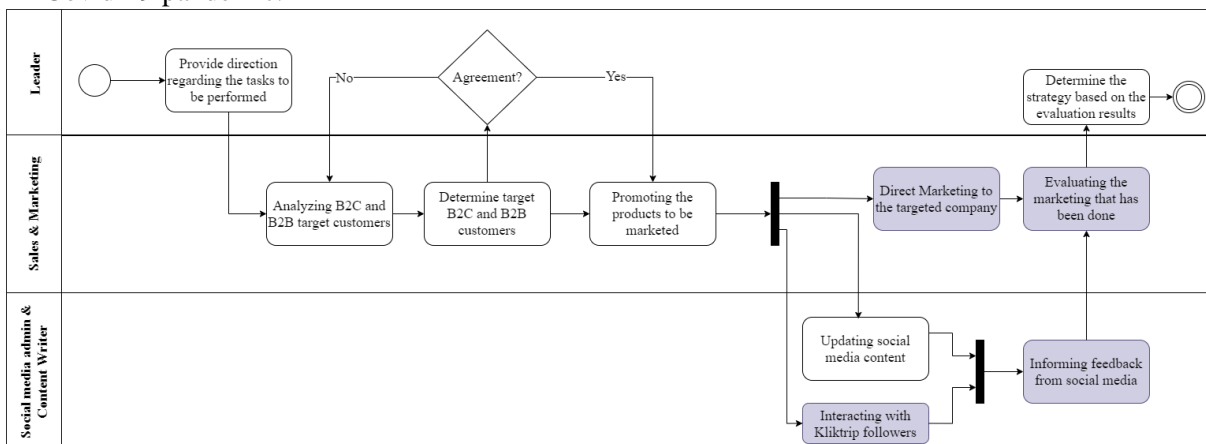 Leader
Provide direction
regarding the tasks to
be performed
No
Agreement?
Yes
Determine the
strategy based on the
evaluation results
Sales & Marketing
Analyzing B2C and
B2B target customers
Determine target
B2C and B2B
customers
Promoting the
products to be
marketed
Direct Marketing to
the targeted company
Evaluating the
marketing that has
been done
Social media admin &
Content Writer
Updating social
media content
Interacting with
Kliktrip followers
Informing feedback
from social media